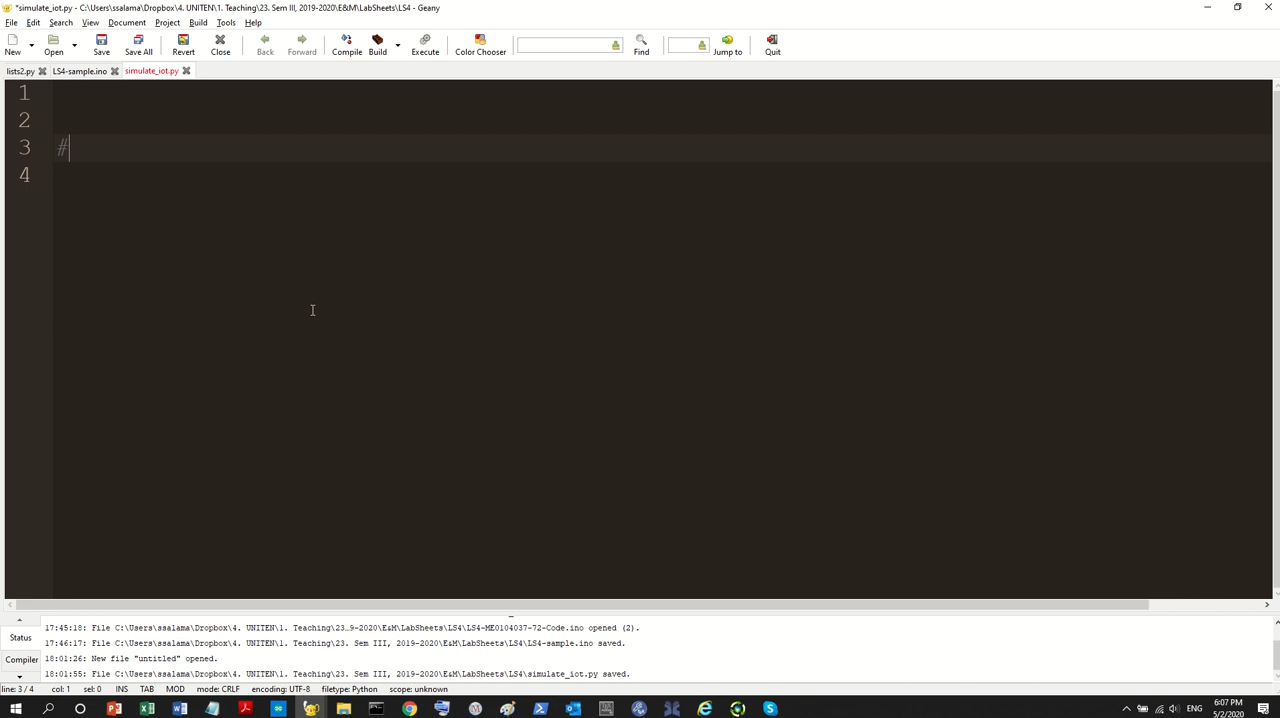 *simulate_iot.py - C:\Users\ssalama\Dropbox\4. UNITEN\1. Teaching\23. Sem III, 2019-2020\E&M\LabSheets\LS4 - Geany
File Edit Search View Document Project Build Tools Help
New Open Save Save All Revert Close Back Forward Compile Build Execute Color Chooser Find Jump to Quit
lists2.py LS4-sample.ino simulate_iot.py
1
2
3 #
4
17:45:18: File C:\Users\ssalama\Dropbox\4. UNITEN\1. Teaching\23...9-2020\E&M\LabSheets\LS4\LS4-ME0104037-72-Code.ino opened (2).
Status
17:46:17: File C:\Users\ssalama\Dropbox\4. UNITEN\1. Teaching\23. Sem III, 2019-2020\E&M\LabSheets\LS4\LS4-sample.ino saved.
Compiler
18:01:26: New file "untitled" opened.
18:01:55: File C:\Users\ssalama\Dropbox\4. UNITEN\1. Teaching\23. Sem III, 2019-2020\E&M\LabSheets\LS4\simulate_iot.py saved.
line: 3 / 4 col: 1 sel: 0 INS TAB MOD mode: CRLF encoding: UTF-8 filetype: Python scope: unknown
ENG
6:07 PM
5/2/2020